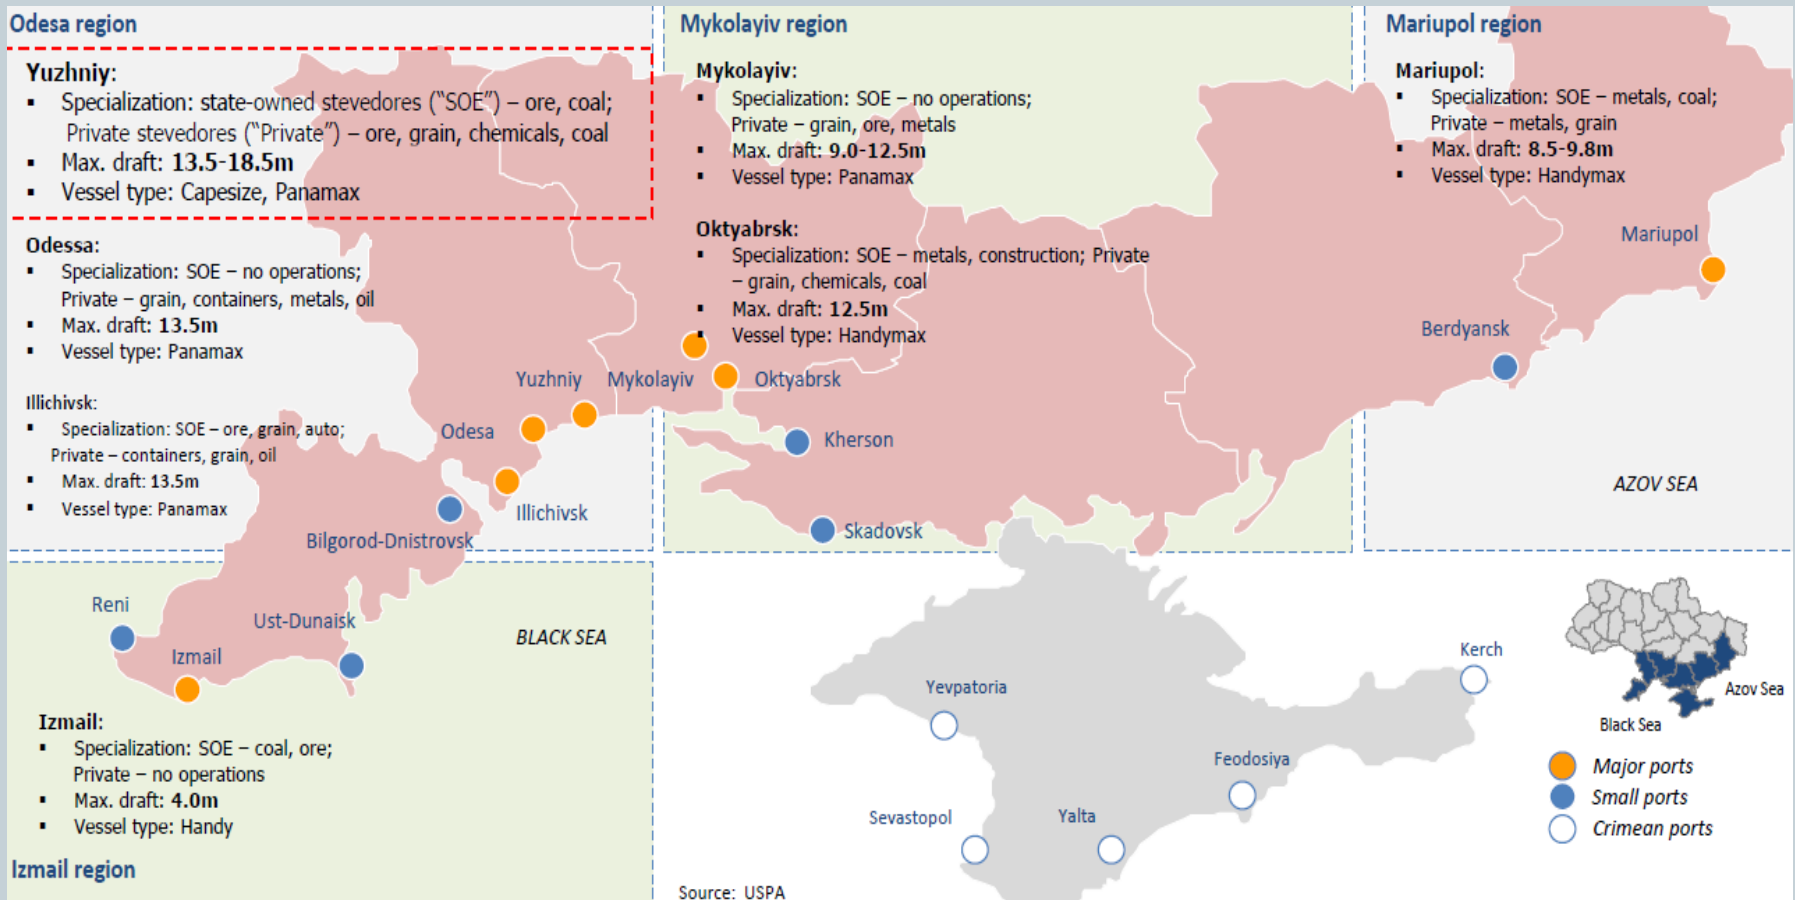 Odesa region
Yuzhniy:
▪ Specialization: state-owned stevedores (“SOE”) – ore, coal;
Private stevedores (“Private”) – ore, grain, chemicals, coal
▪ Max. draft: 13.5-18.5m
▪ Vessel type: Capesize, Panamax
Odessa:
▪ Specialization: SOE – no operations;
Private – grain, containers, metals, oil
▪ Max. draft: 13.5m
▪ Vessel type: Panamax
Illichivsk:
▪ Specialization: SOE – ore, grain, auto;
Private – containers, grain, oil
▪ Max. draft: 13.5m
▪ Vessel type: Panamax
Yuzhniy
Odesa
Illichivsk
Bilgorod-Dnistrovsk
Mykolayiv region
Mykolayiv:
▪ Specialization: SOE – no operations;
Private – grain, ore, metals
▪ Max. draft: 9.0-12.5m
▪ Vessel type: Panamax
Oktyabrsk:
▪ Specialization: SOE – metals, construction; Private
– grain, chemicals, coal
▪ Max. draft: 12.5m
▪ Vessel type: Handymax
Mykolayiv
Oktyabrsk
Kherson
Skadovsk
Mariupol region
Mariupol:
▪ Specialization: SOE – metals, coal;
Private – metals, grain
▪ Max. draft: 8.5-9.8m
▪ Vessel type: Handymax
Mariupol
Berdyansk
AZOV SEA
Reni
Ust-Dunaisk
Izmail
BLACK SEA
Izmail:
▪ Specialization: SOE – coal, ore;
Private – no operations
▪ Max. draft: 4.0m
▪ Vessel type: Handy
Izmail region
Kerch
Yevpatoria
Feodosiya
Sevastopol
Yalta
Source: USPA
Azov Sea
Black Sea
Major ports
Small ports
Crimean ports